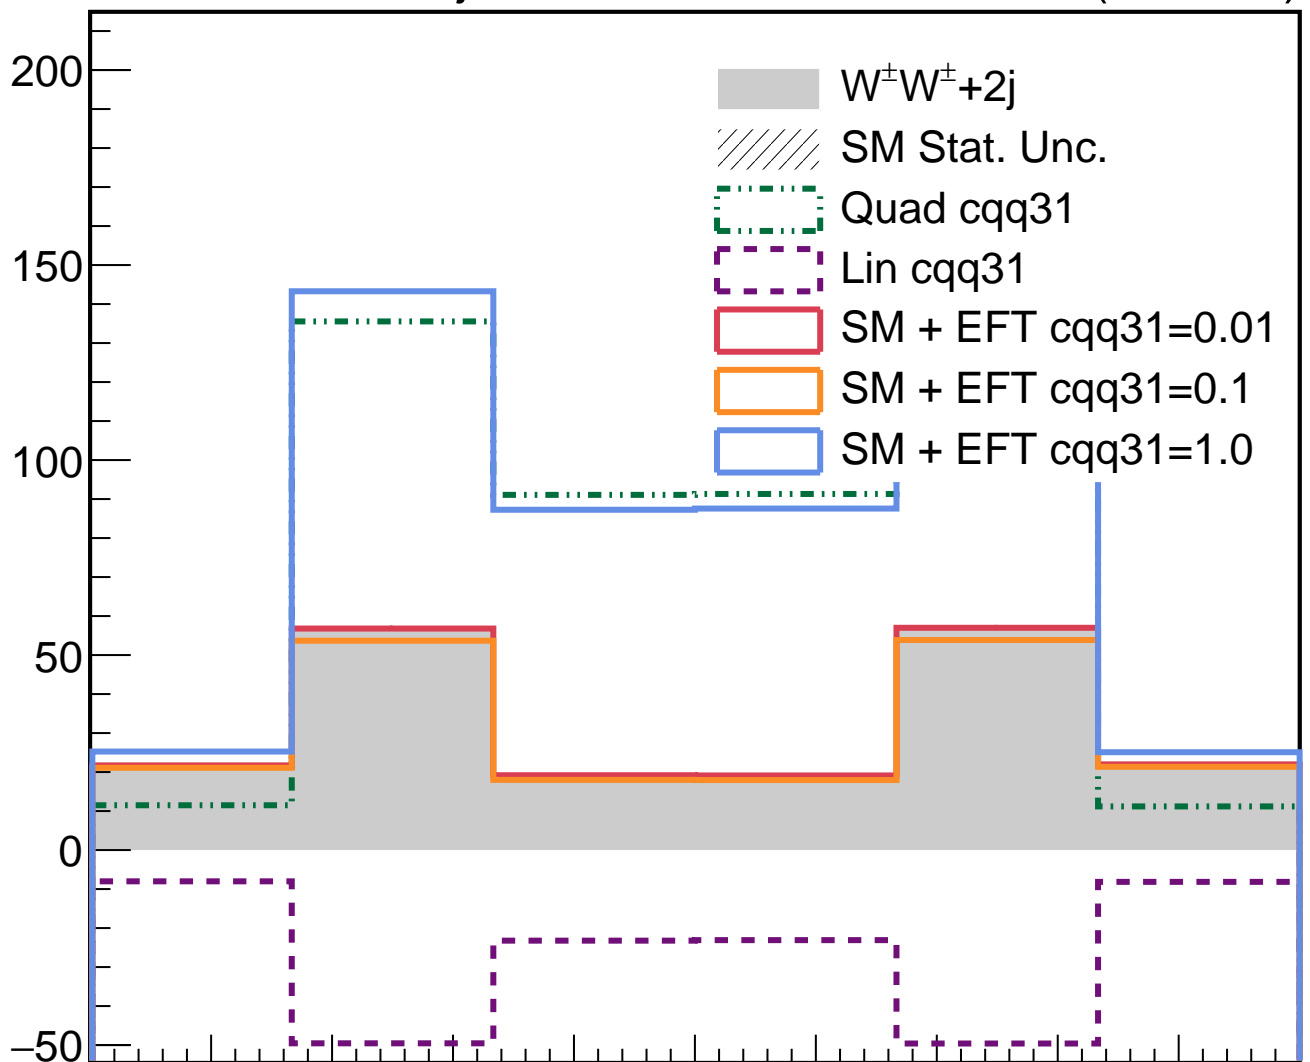 200
150
100
50
0
−50
W±W±+2j
SM Stat. Unc.
Quad cqq31
Lin cqq31
SM + EFT cqq31=0.01
SM + EFT cqq31=0.1
SM + EFT cqq31=1.0